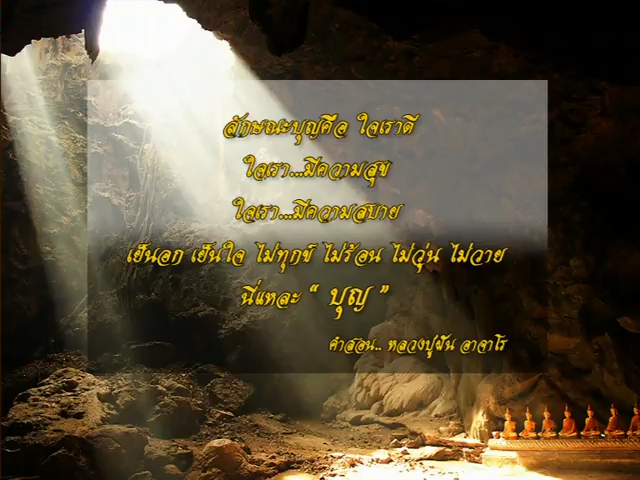 ลักษณะบุญคือ ใจเราดี
ใจเรา...มีความสุข
ใจเรา...มีความสบาย
เย็นอก เย็นใจ ไม่ทุกข์ ไม่ร้อน ไม่วุ่น ไม่วาย
นี่แหละ “ บุญ ”
คำสอน.. หลวงปู่ฝั้น อาจาโร